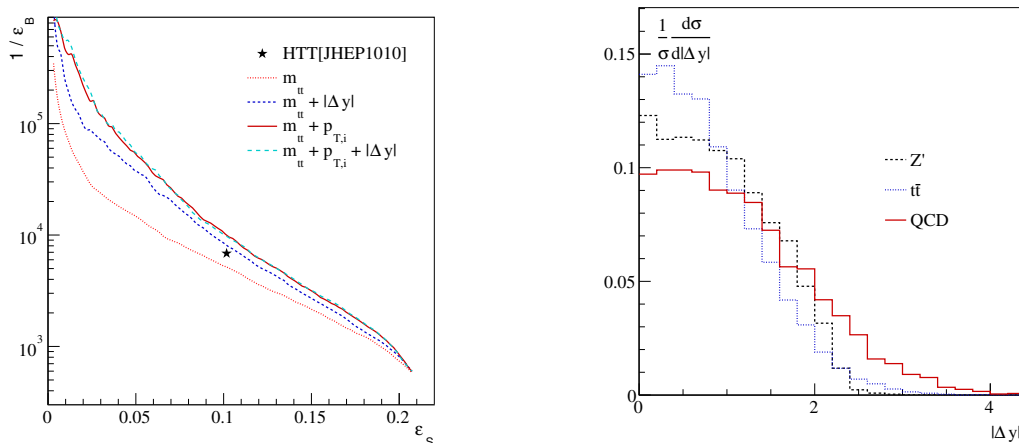 1 / ε_B
10^5
10^4
10^3
0
0.05
0.1
0.15
0.2
ε_S
★ HTT[JHEP1010]
m_tt
m_tt + |Δy|
m_tt + p_T,i
m_tt + p_T,i + |Δy|
1/σ dσ/d|Δy|
0.15
0.1
0.05
0
0
2
4
|Δy|
Z'
tt̄
QCD